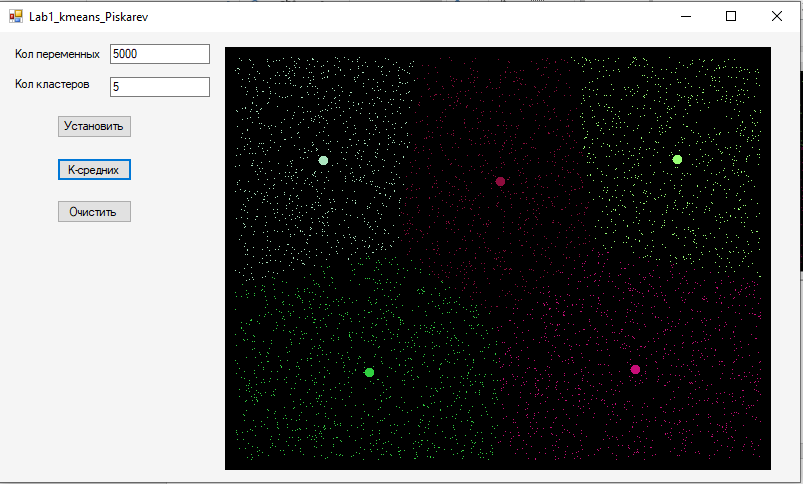 Lab1_kmeans_Piskarev
Кол переменных 5000
Кол кластеров 5
Установить
К-средних
Очистить